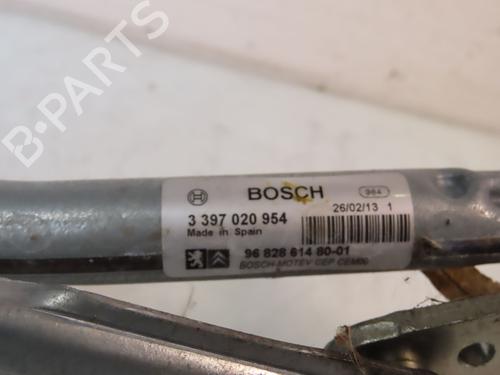 B-PARTS
BOSCH
984
3 397 020 954
26/02/13 1
Made in Spain
96 828 614 80-01
BOSCH-MOTEV CEP CEM00